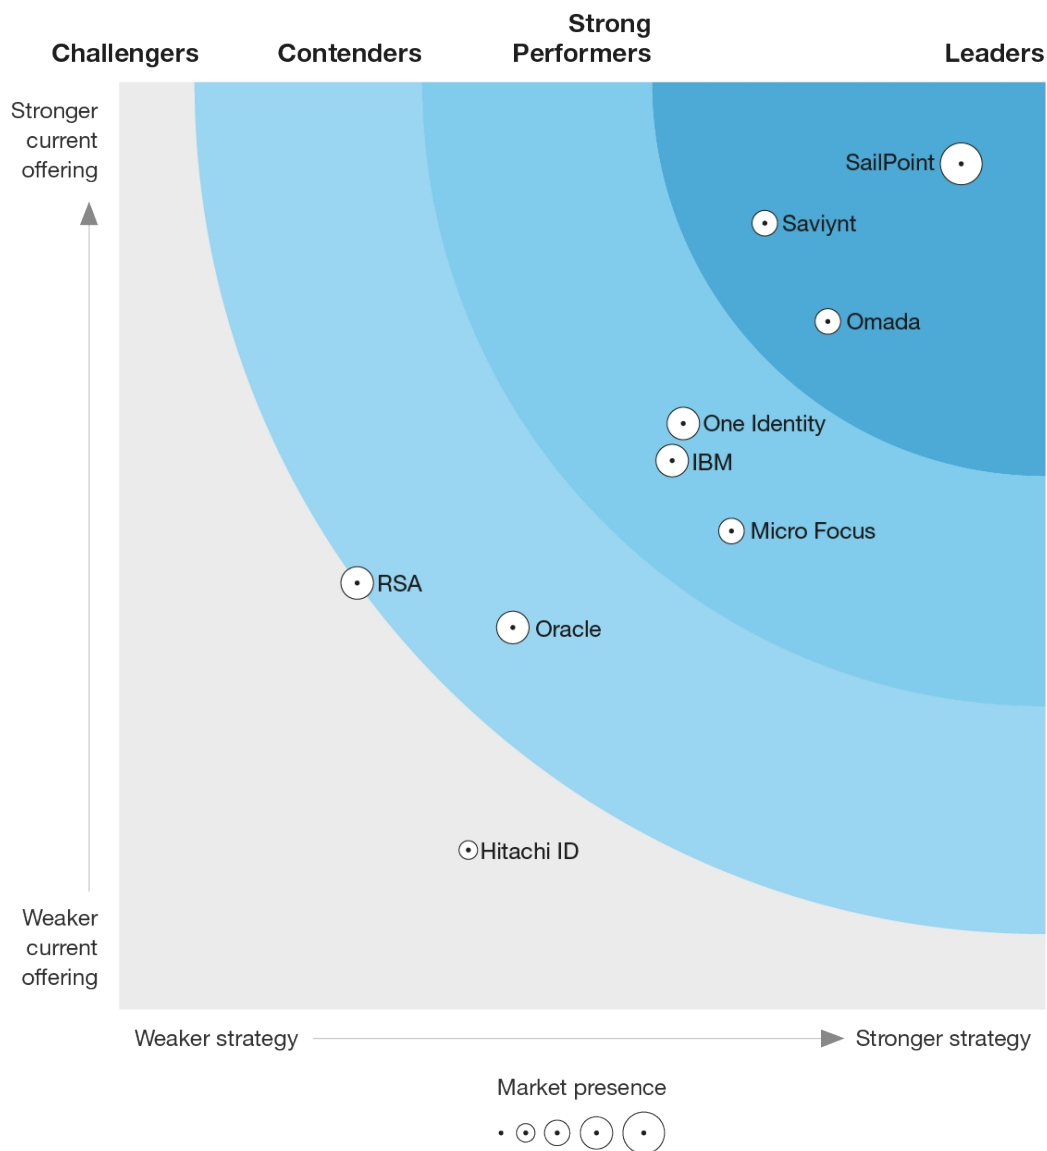 Strong
Challengers
Contenders
Performers
Leaders
Stronger
current
offering
SailPoint
Saviynt
Omada
One Identity
IBM
Micro Focus
RSA
Oracle
Hitachi ID
Weaker
current
offering
Weaker strategy
Stronger strategy
Market presence